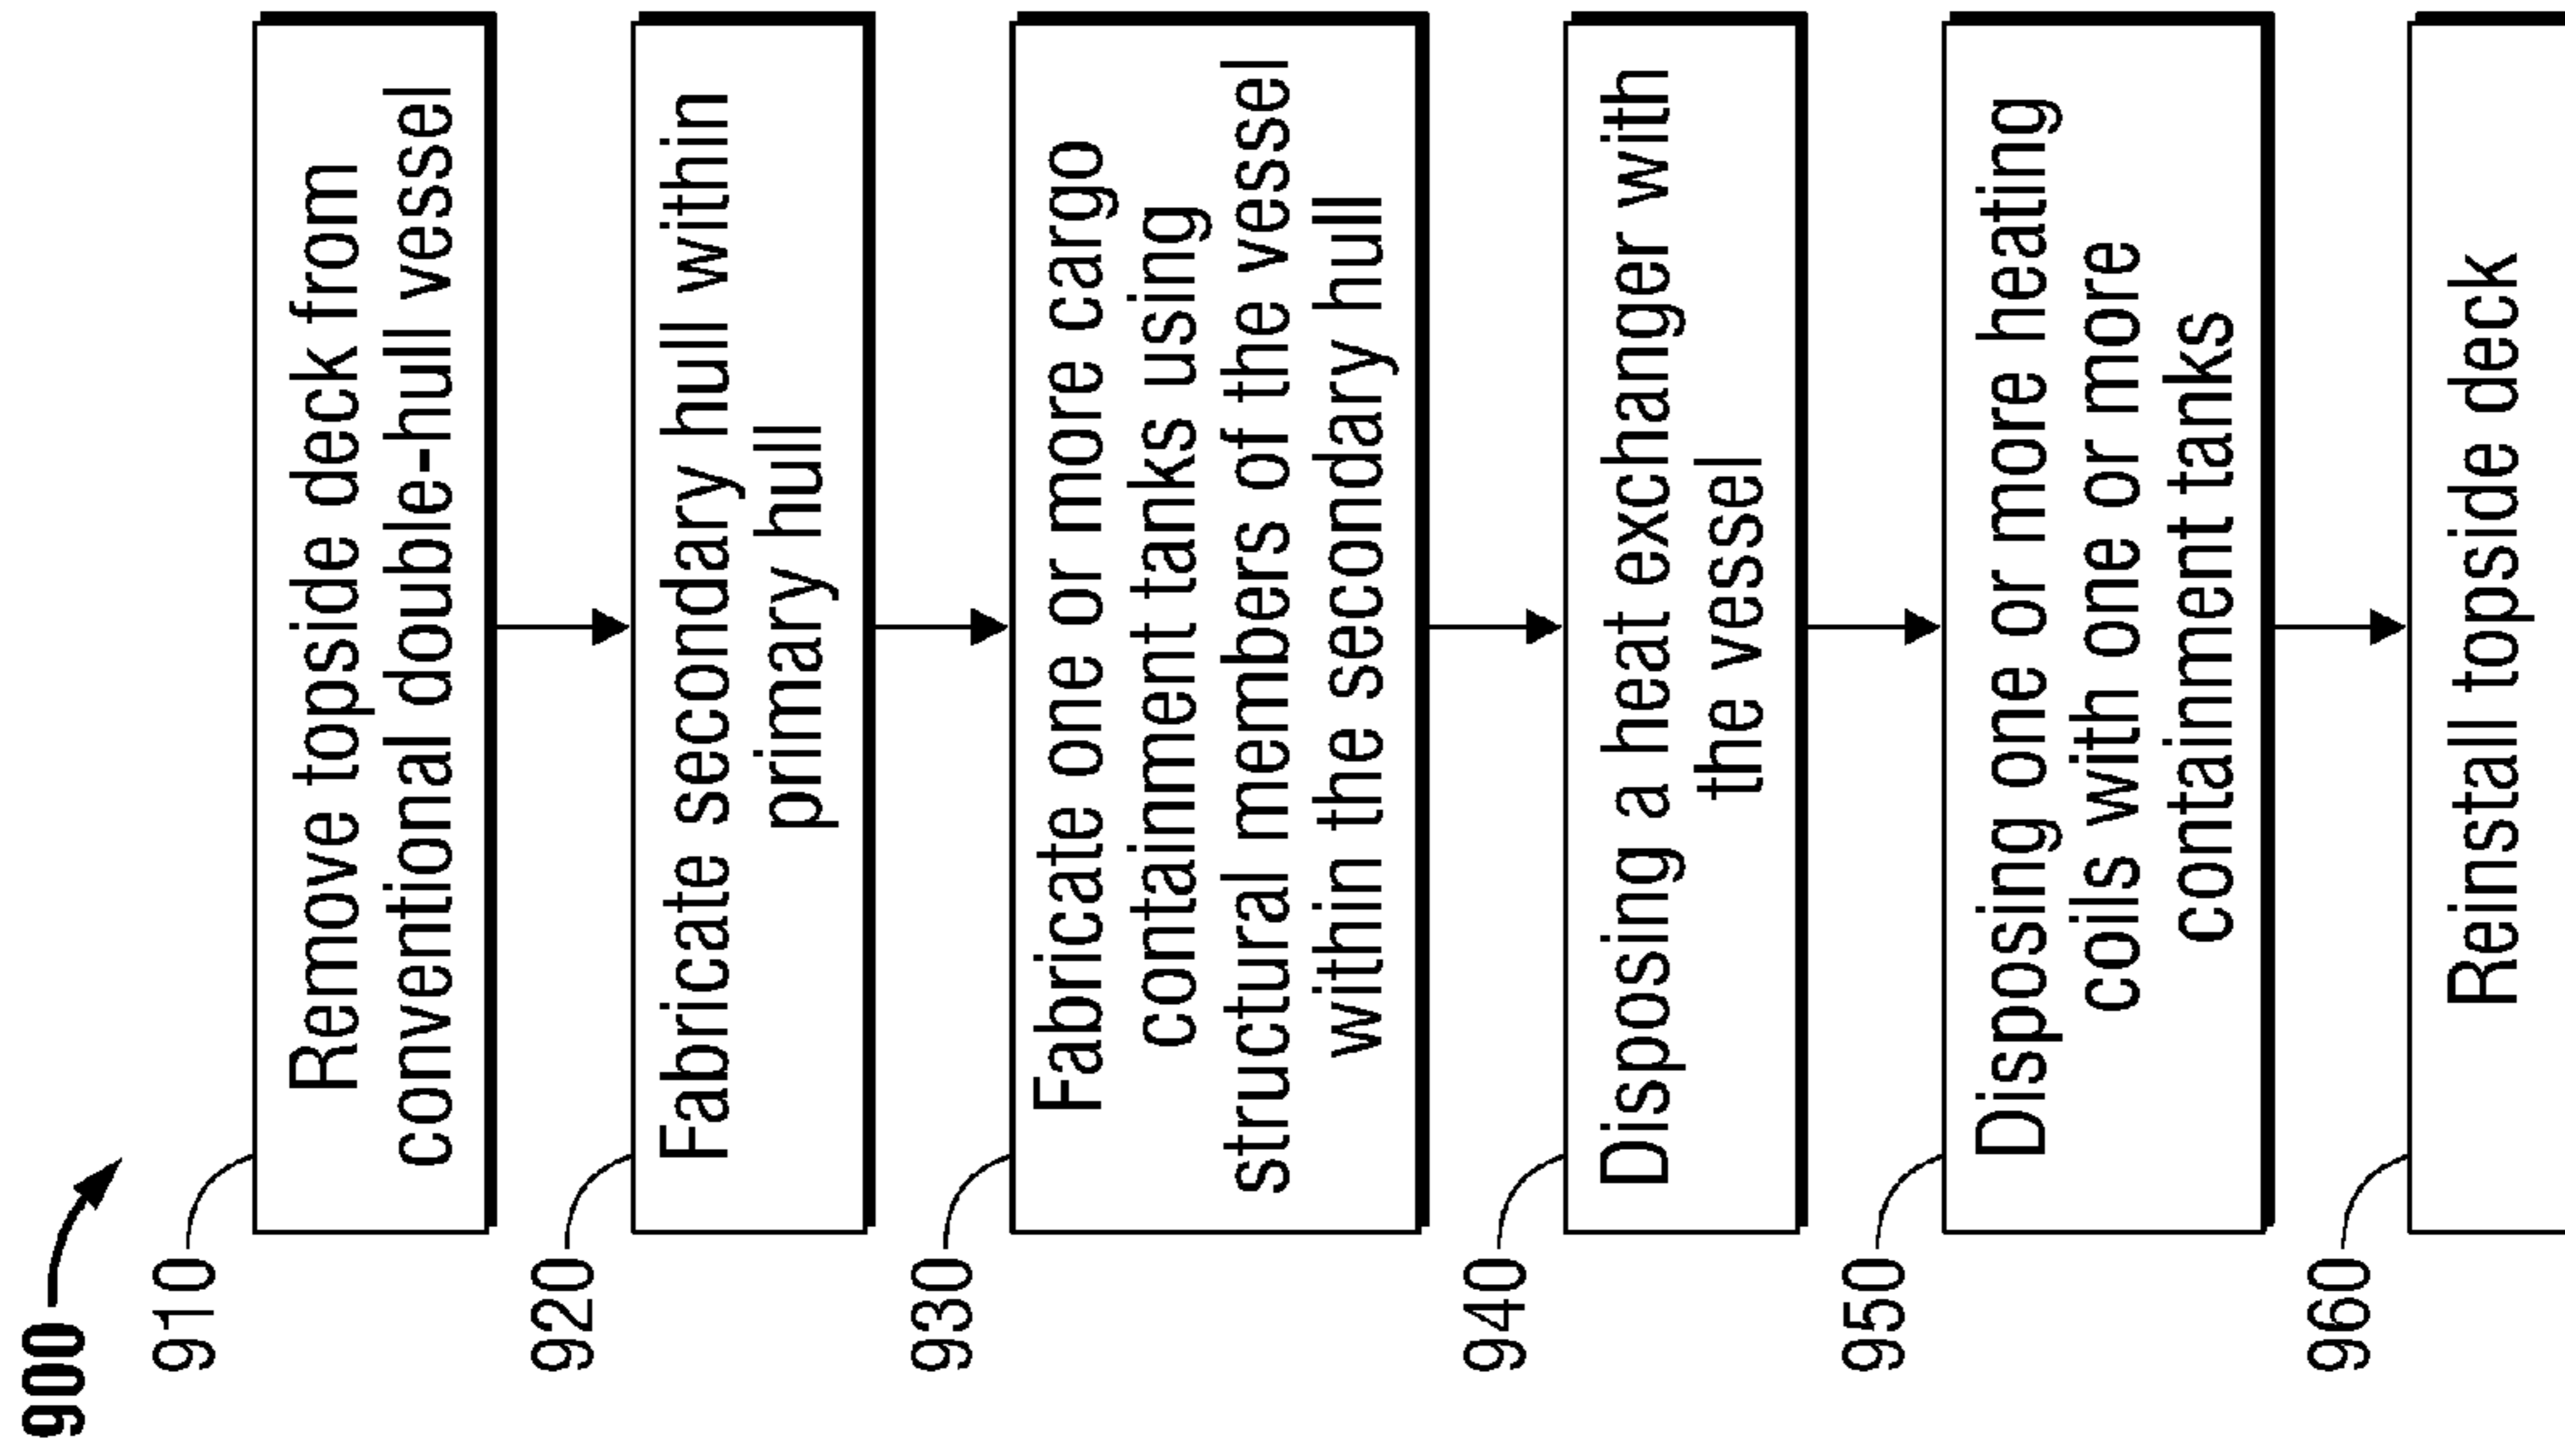 900
910
Remove topside deck from
conventional double-hull vessel
920
Fabricate secondary hull within
primary hull
930
Fabricate one or more cargo
containment tanks using
structural members of the vessel
within the secondary hull
940
Disposing a heat exchanger with
the vessel
950
Disposing one or more heating
coils with one or more
containment tanks
960
Reinstall topside deck